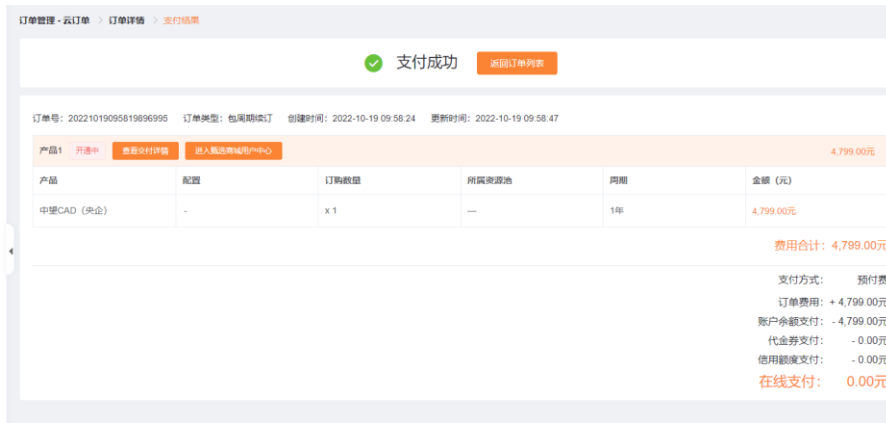 订单管理 - 云订单 > 订单详情 > 支付结果
支付成功 返回订单列表
订单号：20221019095819896995 订单类型：包周期续订 创建时间：2022-10-19 09:58:24 更新时间：2022-10-19 09:58:47
产品1 开通中 查看交付详情 进入甄选商城用户中心 4,799.00元
产品 配置 订购数量 所属资源池 周期 金额（元）
中望CAD（央企） - x 1 — 1年 4,799.00元
费用合计：4,799.00元
支付方式： 预付费
订单费用：+ 4,799.00元
账户余额支付：- 4,799.00元
代金券支付： - 0.00元
信用额度支付： - 0.00元
在线支付： 0.00元